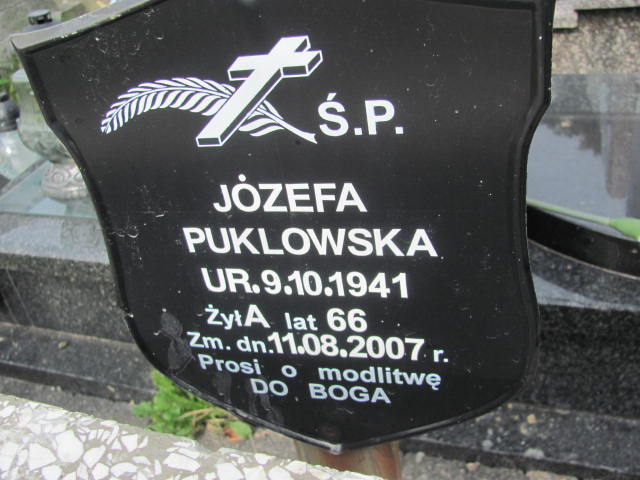 Ś.P.
JÓZEFA
PUKLOWSKA
UR.9.10.1941
żyłA lat 66
Zm. dn.11.08.2007 r.
Prosi o modlitwę
DO BOGA